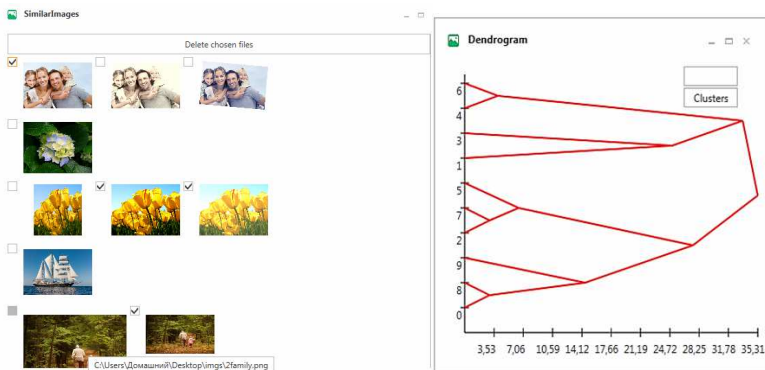 SimilarImages
Delete chosen files
C:\Users\Домашний\Desktop\imgs\2family.png
Dendrogram
Clusters
6
4
3
1
5
7
2
9
8
0
3,53 7,06 10,59 14,12 17,66 21,19 24,72 28,25 31,78 35,31